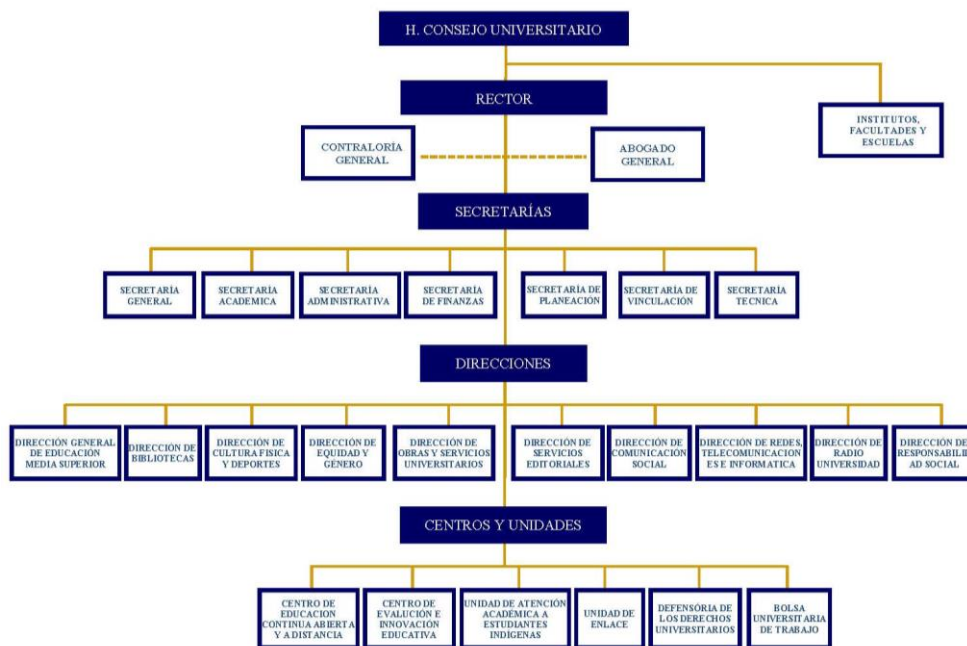 H. CONSEJO UNIVERSITARIO
RECTOR
INSTITUTOS,
FACULTADES Y
ESCUELAS
CONTRALORÍA
GENERAL
ABOGADO
GENERAL
SECRETARÍAS
SECRETARÍA
GENERAL
SECRETARÍA
ACADEMICA
SECRETARÍA
ADMINISTRATIVA
SECRETARÍA
DE FINANZAS
SECRETARÍA DE
PLANEACIÓN
SECRETARÍA DE
VINCULACIÓN
SECRETARÍA
TECNICA
DIRECCIONES
DIRECCIÓN GENERAL
DE EDUCACIÓN
MEDIA SUPERIOR
DIRECCIÓN DE
BIBLIOTECAS
DIRECCIÓN DE
CULTURA FISICA
Y DEPORTES
DIRECCIÓN DE
EQUIDAD Y
GÉNERO
DIRECCIÓN DE
OBRAS Y SERVICIOS
UNIVERSITARIOS
DIRECCIÓN DE
SERVICIOS
EDITORIALES
DIRECCIÓN DE
COMUNICACIÓN
SOCIAL
DIRECCIÓN DE REDES,
TELECOMUNICACION
ES E INFORMATICA
DIRECCIÓN DE
RADIO
UNIVERSIDAD
DIRECCIÓN DE
RESPONSABILID
AD SOCIAL
CENTROS Y UNIDADES
CENTRO DE
EDUCACION
CONTINUA ABIERTA
Y A DISTANCIA
CENTRO DE
EVALUCIÓN E
INNOVACIÓN
EDUCATIVA
UNIDAD DE ATENCIÓN
ACADÉMICA A
ESTUDIANTES
INDÍGENAS
UNIDAD DE
ENLACE
DEFENSÓRIA DE
LOS DERECHOS
UNIVERSITARIOS
BOLSA
UNIVERSITARIA
DE TRABAJO